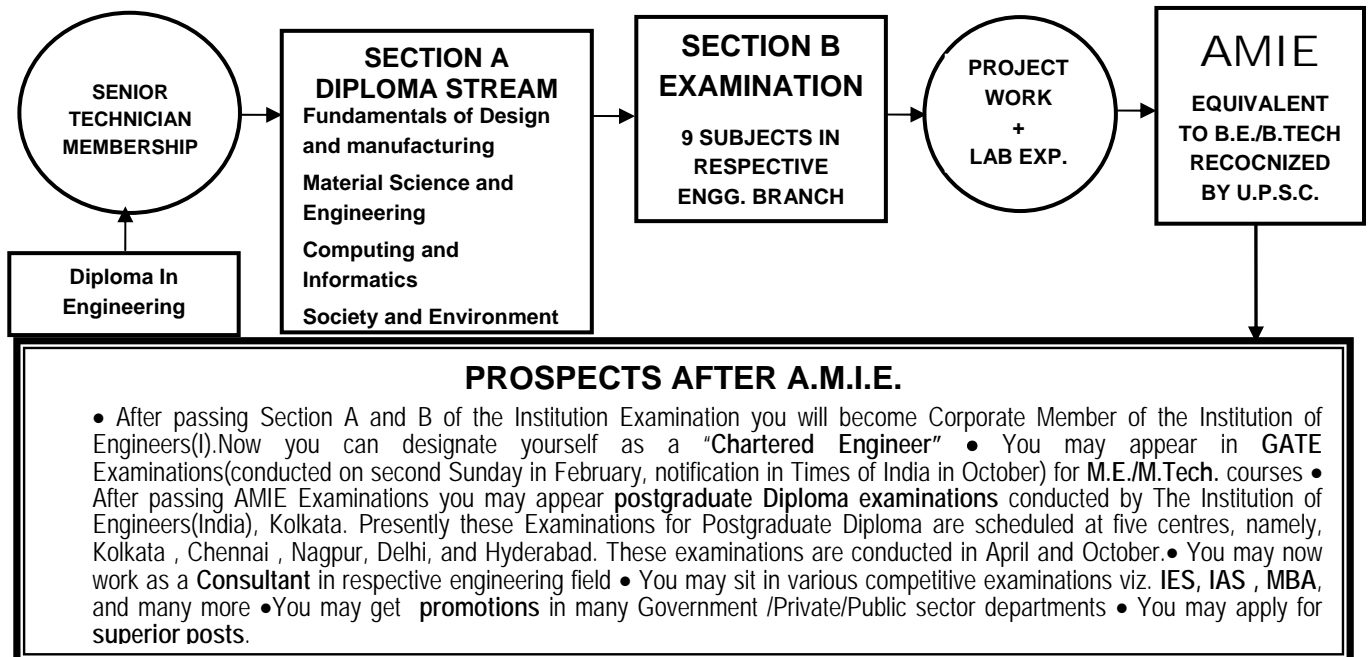 SENIOR
TECHNICIAN
MEMBERSHIP
Diploma In
Engineering
SECTION A
DIPLOMA STREAM
Fundamentals of Design
and manufacturing
Material Science and
Engineering
Computing and
Informatics
Society and Environment
SECTION B
EXAMINATION
9 SUBJECTS IN
RESPECTIVE
ENGG. BRANCH
PROJECT
WORK
+
LAB EXP.
AMIE
EQUIVALENT
TO B.E./B.TECH
RECOCNIZED
BY U.P.S.C.
PROSPECTS AFTER A.M.I.E.
• After passing Section A and B of the Institution Examination you will become Corporate Member of the Institution of
Engineers(I).Now you can designate yourself as a "Chartered Engineer" • You may appear in GATE
Examinations(conducted on second Sunday in February, notification in Times of India in October) for M.E./M.Tech. courses •
After passing AMIE Examinations you may appear postgraduate Diploma examinations conducted by The Institution of
Engineers(India), Kolkata. Presently these Examinations for Postgraduate Diploma are scheduled at five centres, namely,
Kolkata , Chennai , Nagpur, Delhi, and Hyderabad. These examinations are conducted in April and October.• You may now
work as a Consultant in respective engineering field • You may sit in various competitive examinations viz. IES, IAS , MBA,
and many more •You may get promotions in many Government /Private/Public sector departments • You may apply for
superior posts.